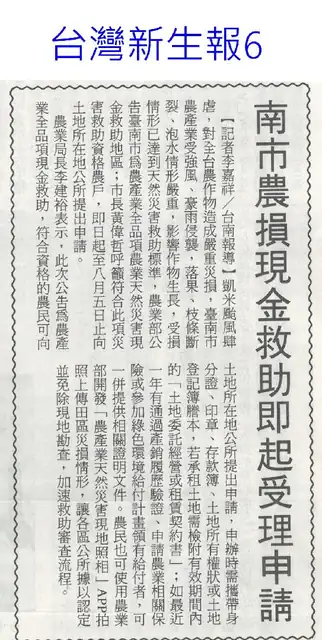 台灣新生報6
南市農損現金救助即起受理申請
【記者李嘉祥／台南報導】凱米颱風肆
虐，對全台農作物造成嚴重災損，臺南市
農產業受強風、豪雨侵襲，落果、枝條斷
裂、泡水情形嚴重，影響作物生長，受損
情形已達到天然災害救助標準，農業部公
告臺南市為農產業全品項農業天然災害現
金救助地區；市長黃偉哲呼籲符合此項災
害救助資格農戶，即日起至八月五日止向
土地所在地公所提出申請。
農業局長李建裕表示，此次公告為農產
業全品項現金救助，符合資格的農民可向
土地所在地公所提出申請，申辦時需攜帶身
分證、印章、存款簿、土地所有權狀或土地
登記簿謄本，若承租土地需檢附有效期間內
的「土地委託經營或租賃契約書」；如最近
一年有通過產銷履歷驗證、申請農業相關保
險或參加綠色環境給付計畫領有給付者，可
一併提供相關證明文件。農民也可使用農業
部開發「農產業天然災害現地照相」APP拍
照上傳田區災損情形，讓各區公所據以認定
並免除現地勘查，加速救助審查流程。